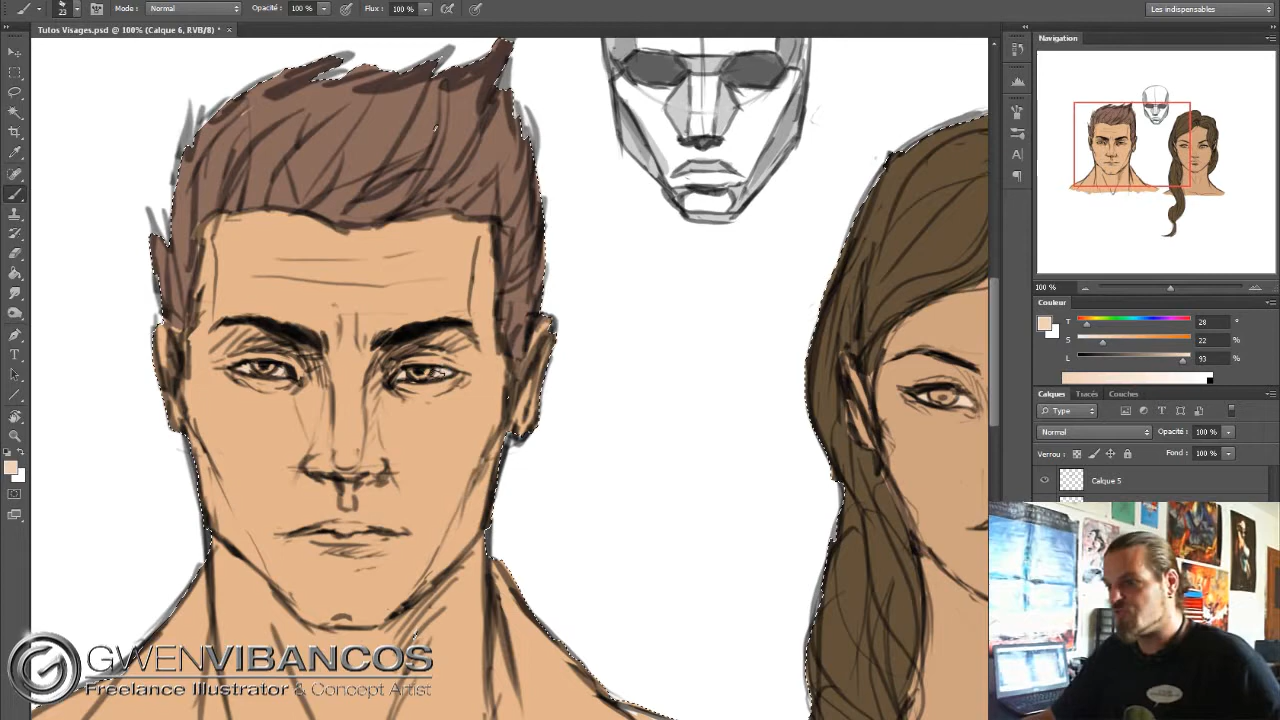 23 Mode : Normal Opacité : 100 % Flux : 100 % Les indispensables
Tutos Visages.psd @ 100% (Calque 6, RVB/8) * ×
Navigation
100 %
Couleur
T 28 °
S 22 %
L 93 %
Calques Tracés Couches
Type
Normal Opacité : 100 %
Verrou : Fond : 100 %
Calque 5
GWENVIBANCOS
Freelance Illustrator & Concept Artist